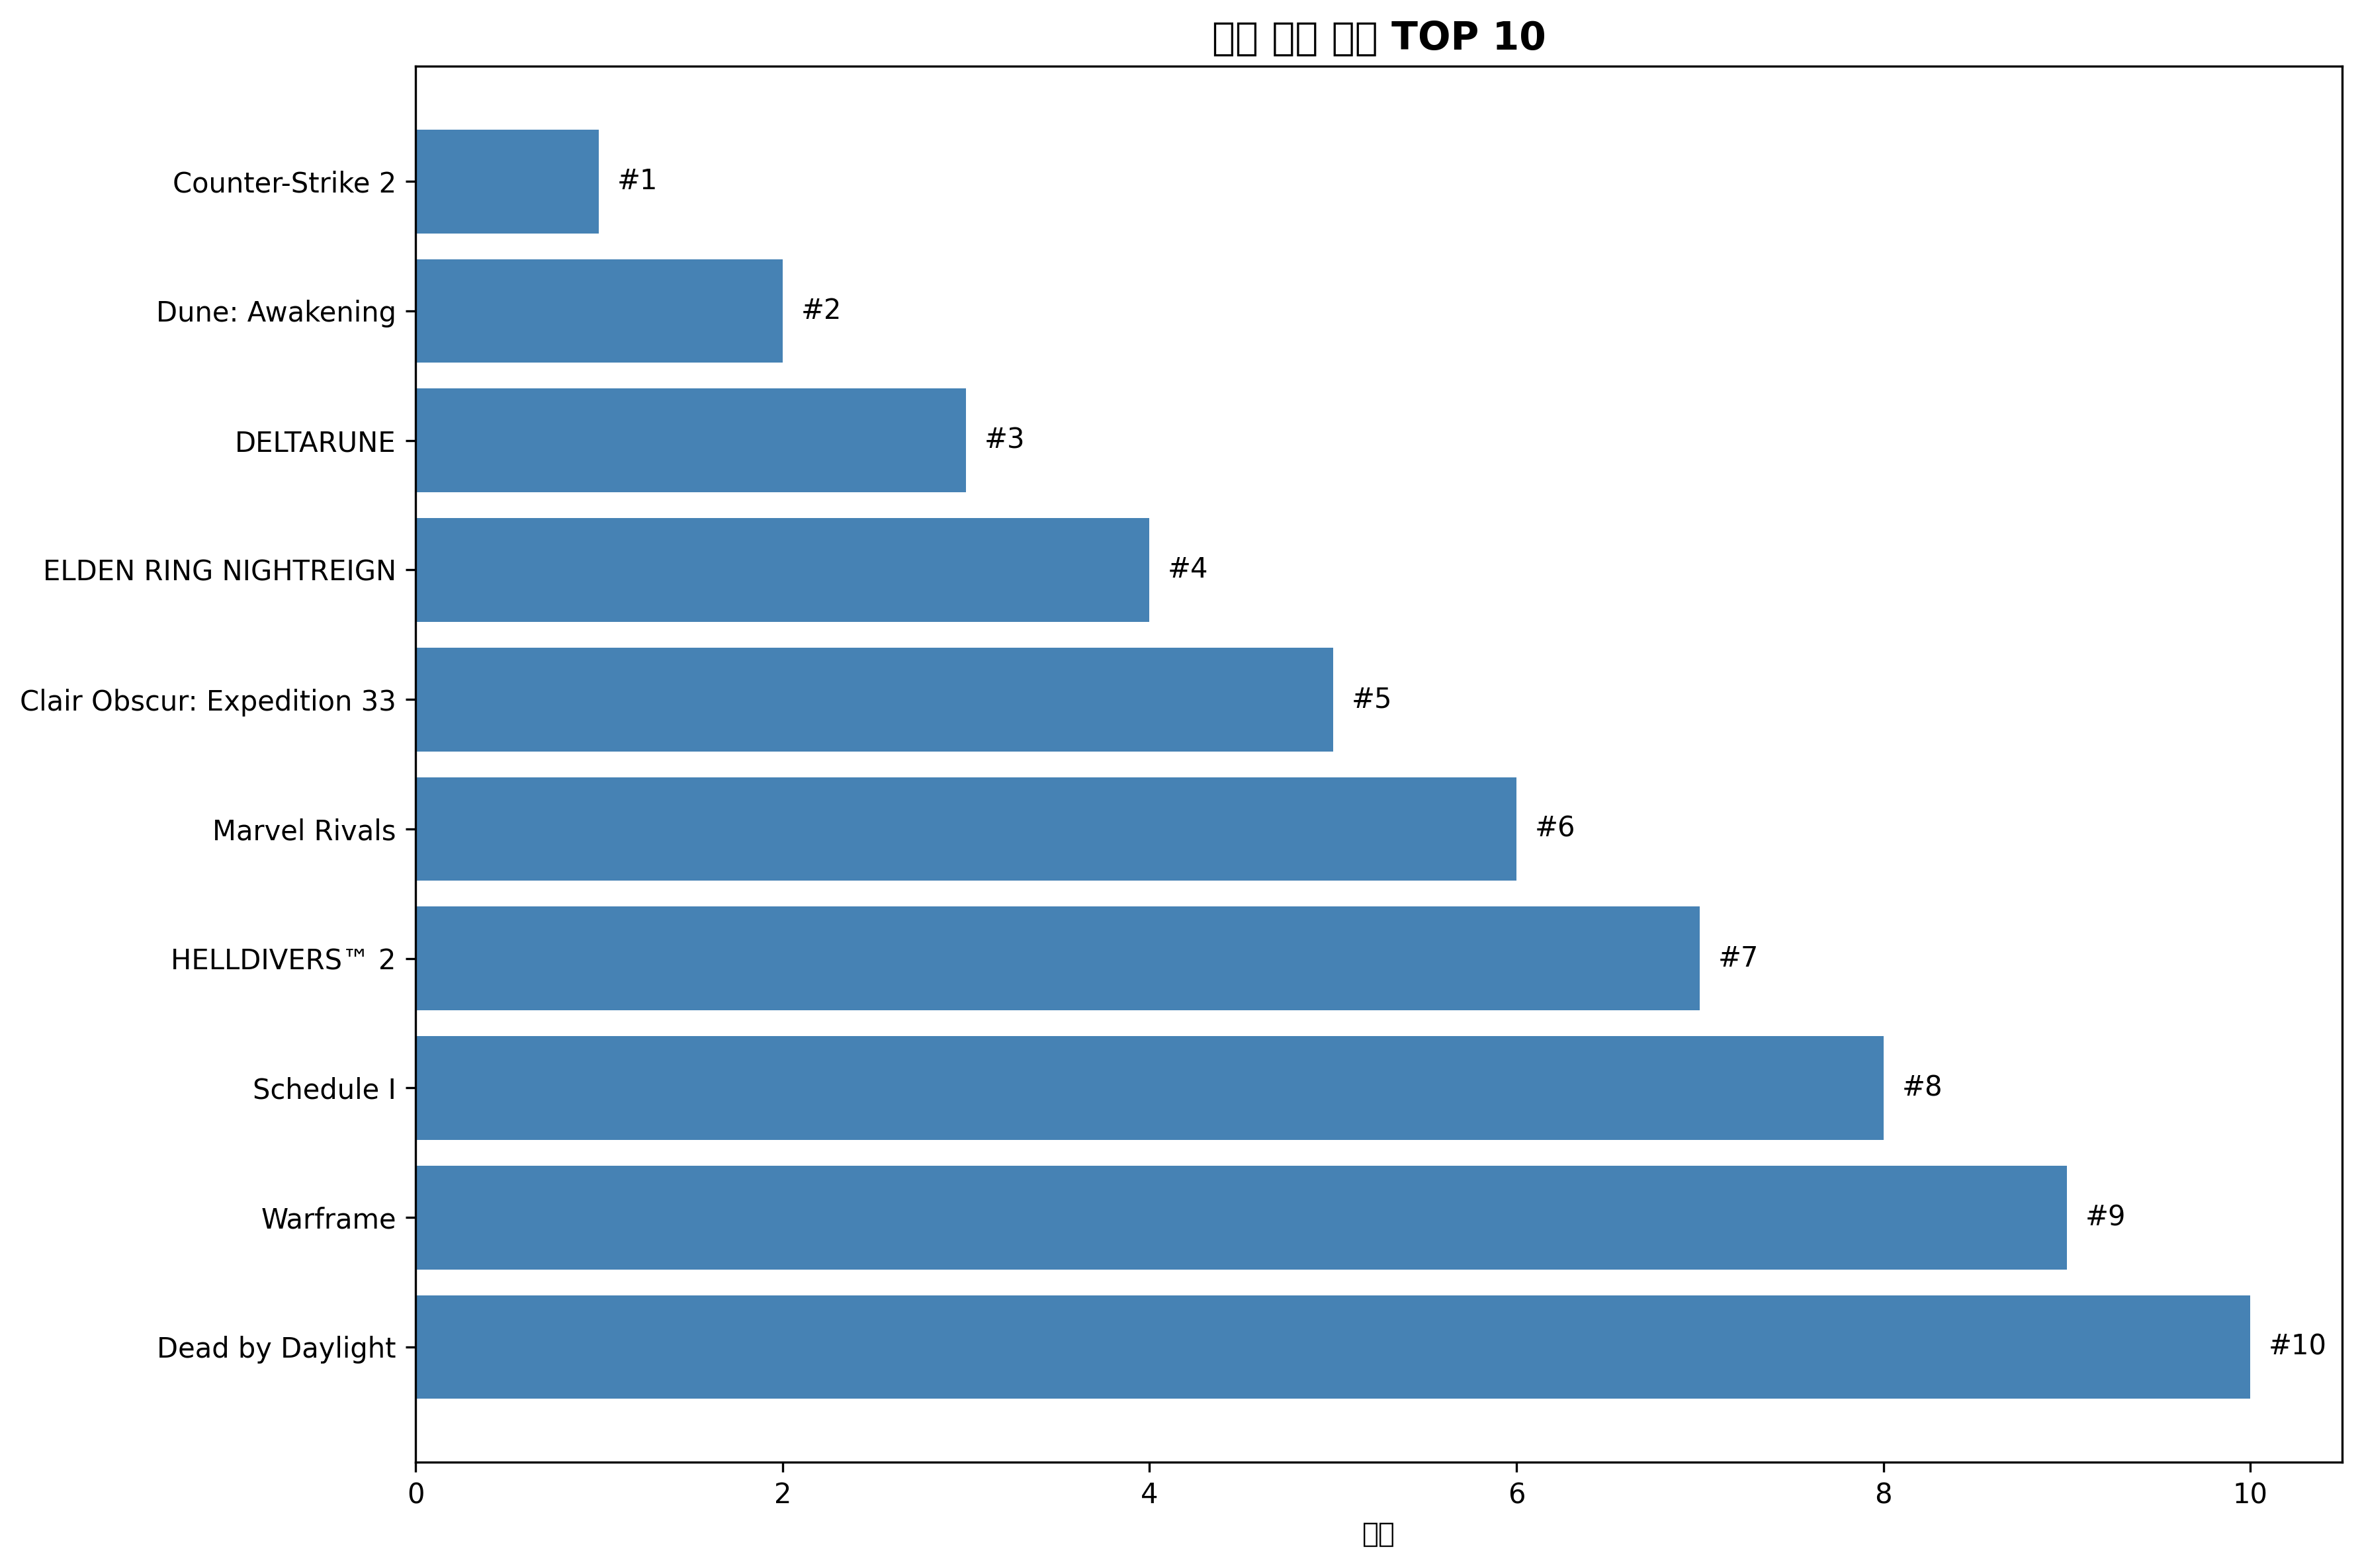 TOP 10
Counter-Strike 2
#1
Dune: Awakening
#2
DELTARUNE
#3
ELDEN RING NIGHTREIGN
#4
Clair Obscur: Expedition 33
#5
Marvel Rivals
#6
HELLDIVERS™ 2
#7
Schedule I
#8
Warframe
#9
Dead by Daylight
#10
0 2 4 6 8 10